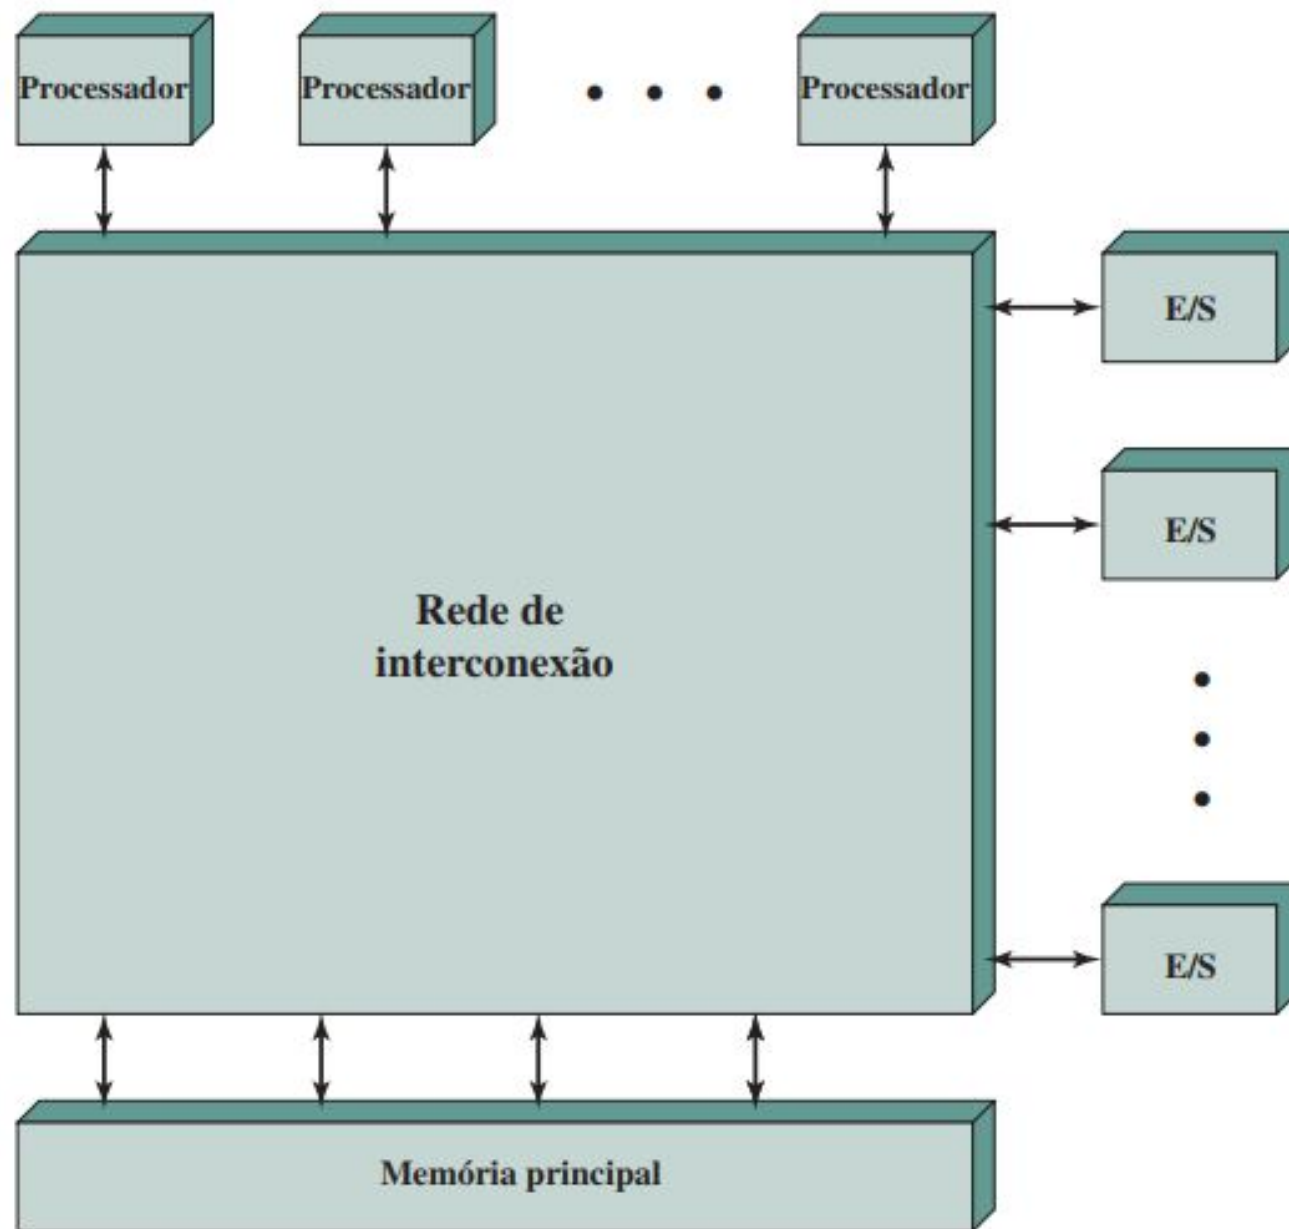 Processador
Processador
Processador
E/S
E/S
Rede de
interconexão
E/S
Memória principal